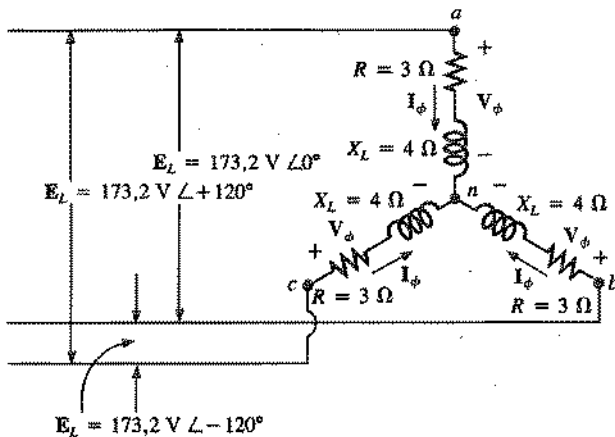 a
+
R = 3 Ω
I_ϕ
V_ϕ
X_L = 4 Ω
−
E_L = 173,2 V ∠0°
E_L = 173,2 V ∠+120°
−
n
−
X_L = 4 Ω
X_L = 4 Ω
V_ϕ
V_ϕ
+
+
c
I_ϕ
I_ϕ
b
R = 3 Ω
R = 3 Ω
E_L = 173,2 V ∠−120°